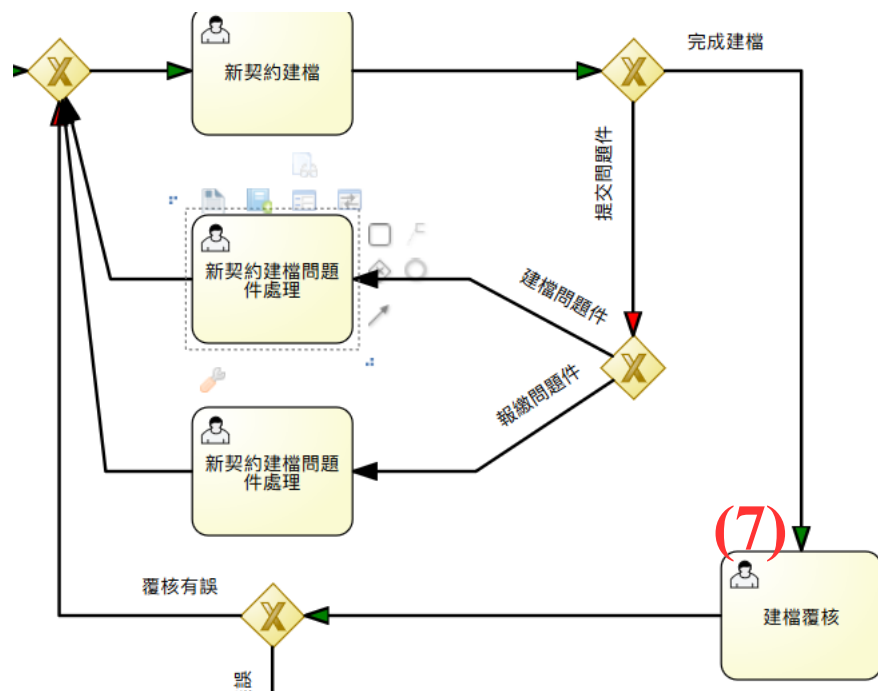 完成建檔
新契約建檔
提交問題件
新契約建檔問題
件處理
建檔問題件
報繳問題件
新契約建檔問題
件處理
(7)
覆核有誤
建檔覆核
誤